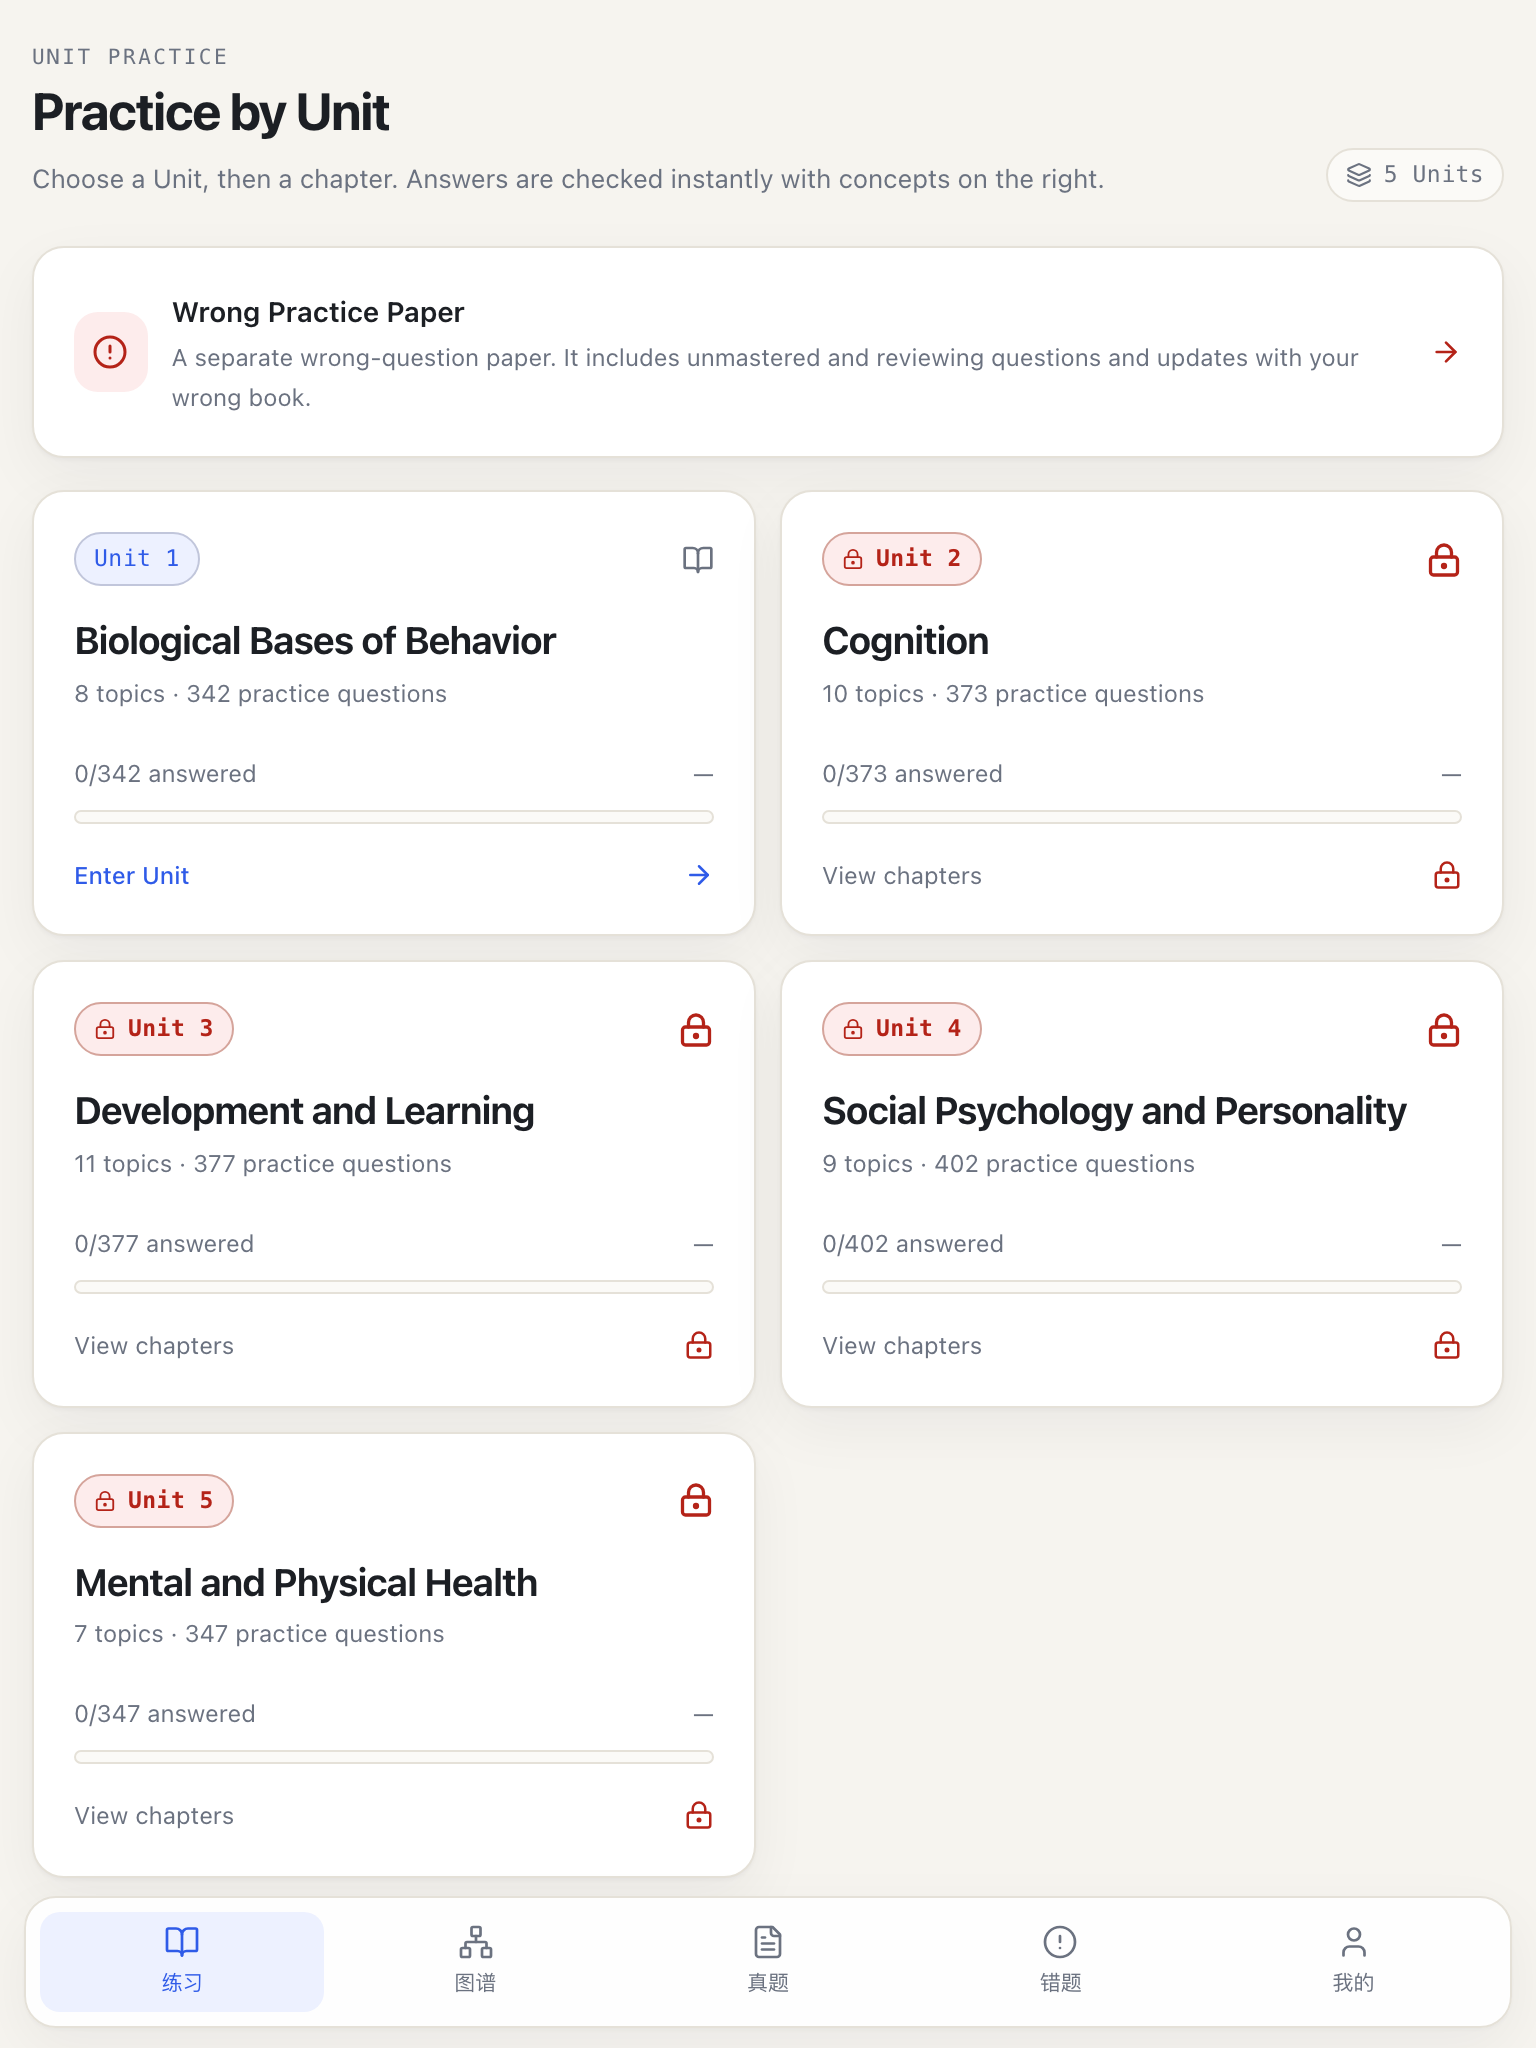 UNIT PRACTICE
Practice by Unit
Choose a Unit, then a chapter. Answers are checked instantly with concepts on the right.
5 Units
Wrong Practice Paper
A separate wrong-question paper. It includes unmastered and reviewing questions and updates with your
wrong book.
Unit 1
Biological Bases of Behavior
8 topics · 342 practice questions
0/342 answered
—
Enter Unit
Unit 2
Cognition
10 topics · 373 practice questions
0/373 answered
—
View chapters
Unit 3
Development and Learning
11 topics · 377 practice questions
0/377 answered
—
View chapters
Unit 4
Social Psychology and Personality
9 topics · 402 practice questions
0/402 answered
—
View chapters
Unit 5
Mental and Physical Health
7 topics · 347 practice questions
0/347 answered
—
View chapters
练习
图谱
真题
错题
我的